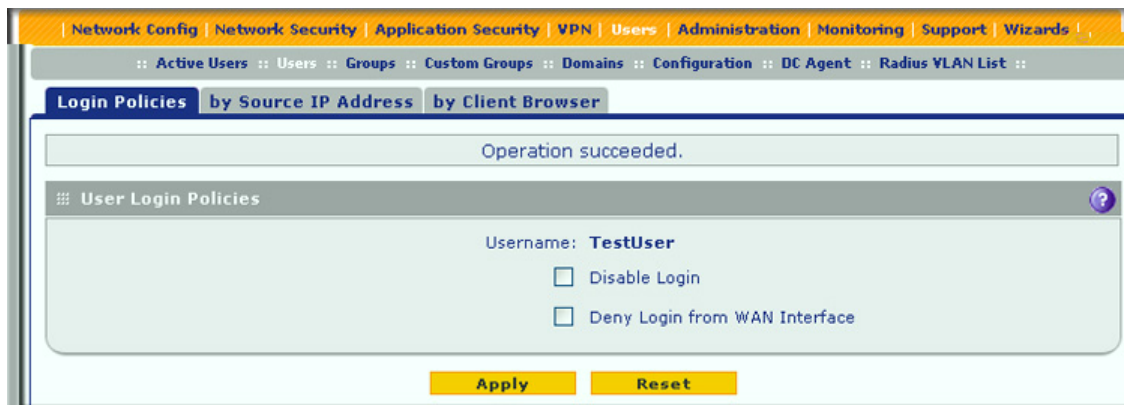 | Network Config | Network Security | Application Security | VPN | Users | Administration | Monitoring | Support | Wizards |
:: Active Users :: Users :: Groups :: Custom Groups :: Domains :: Configuration :: DC Agent :: Radius VLAN List ::
Login Policies by Source IP Address by Client Browser
Operation succeeded.
User Login Policies ?
Username: TestUser
Disable Login
Deny Login from WAN Interface
Apply Reset